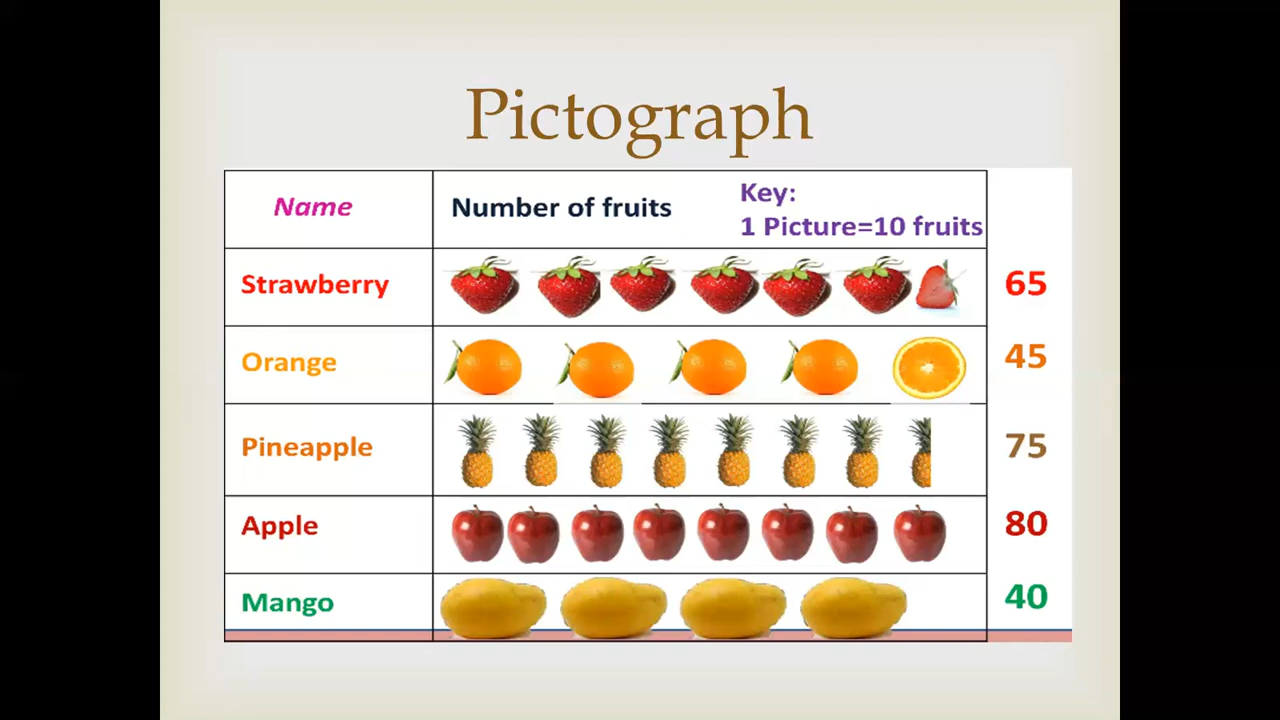 Pictograph
Name
Number of fruits
Key:
1 Picture=10 fruits
Strawberry 65
Orange 45
Pineapple 75
Apple 80
Mango 40